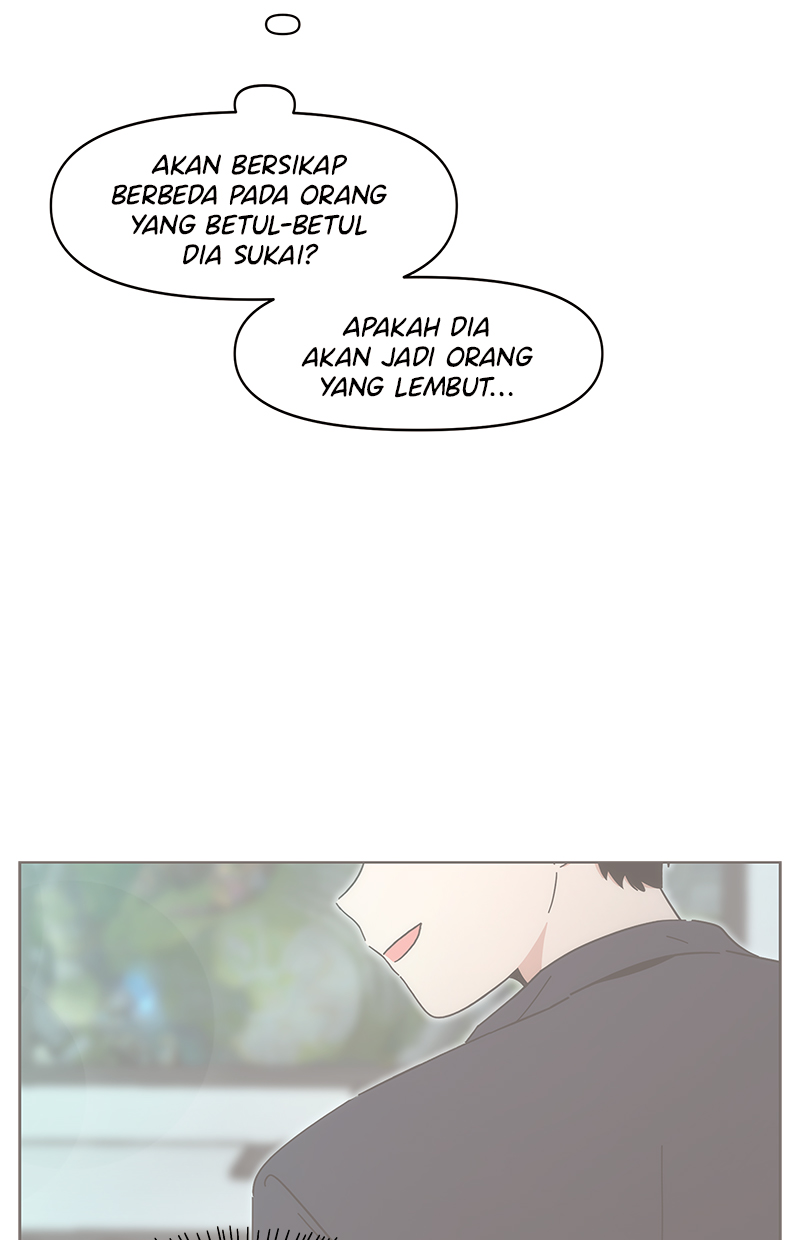 AKAN BERSIKAP
BERBEDA PADA ORANG
YANG BETUL-BETUL
DIA SUKAI?
APAKAH DIA
AKAN JADI ORANG
YANG LEMBUT...